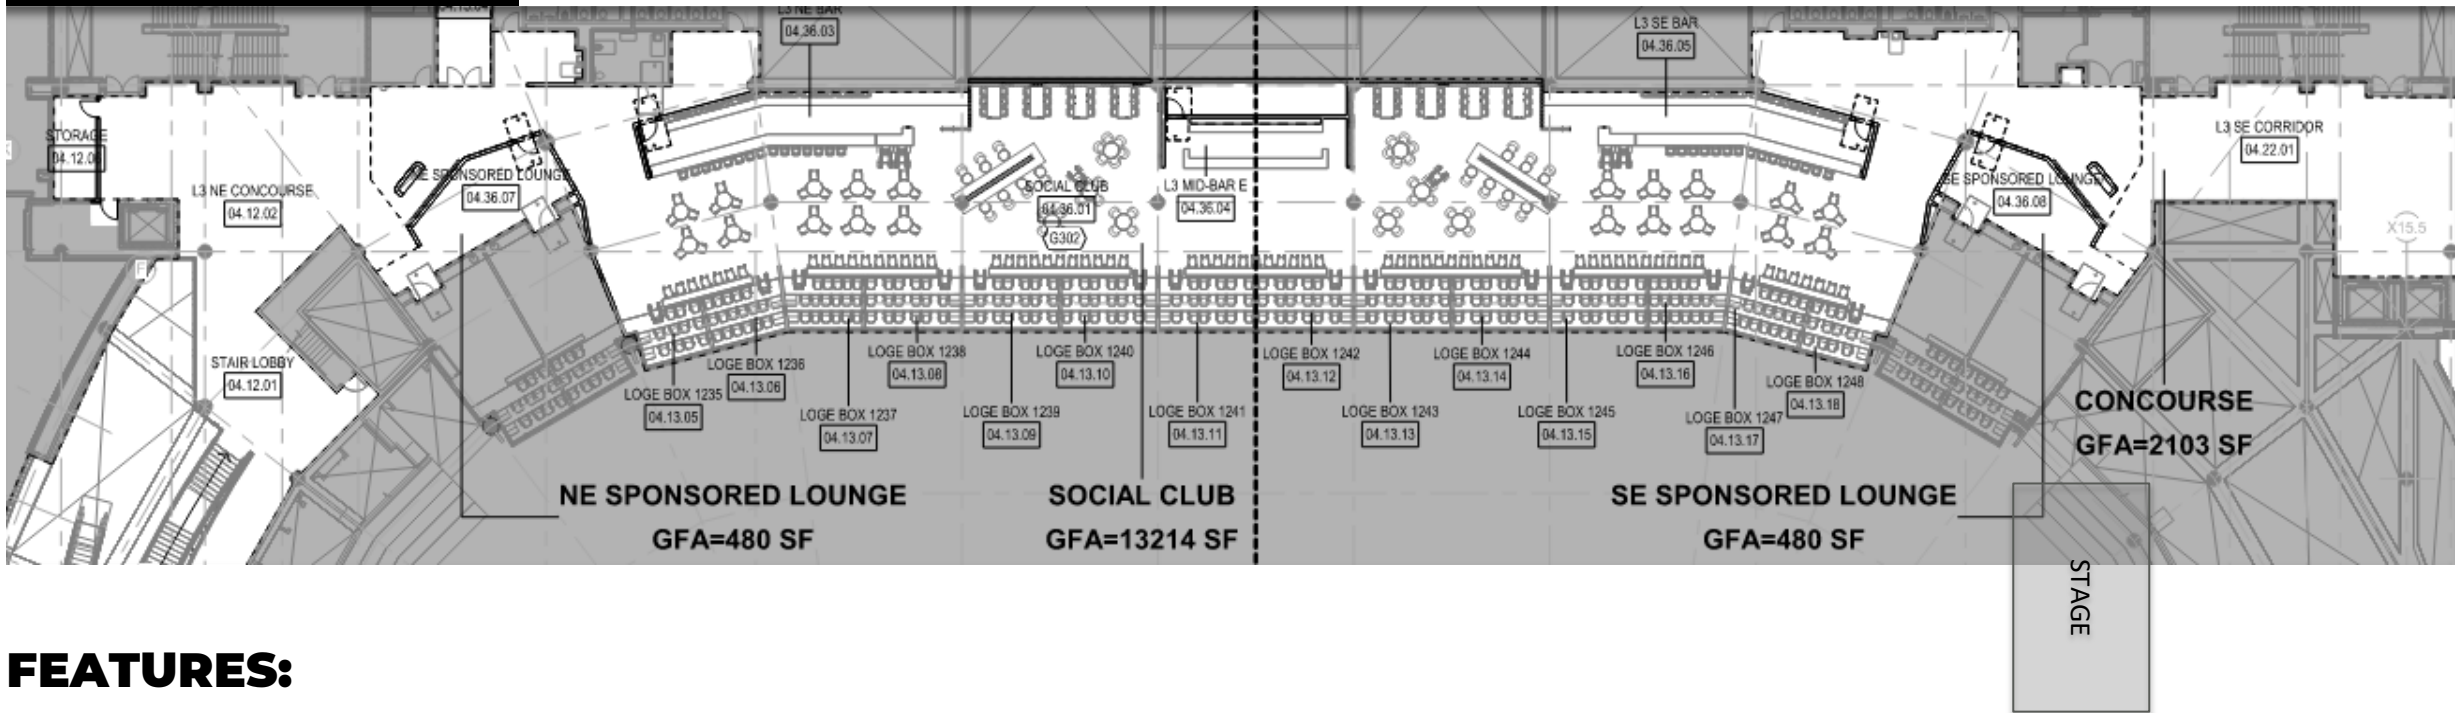 L3 NE BAR
04.36.03
L3 SE BAR
04.36.05
STORAGE
L3 NE CONCOURSE
04.12.02
SPONSORED LOUNGE
04.36.07
SOCIAL CLUB
04.36.01
G302
L3 MID-BAR E
04.36.04
SE SPONSORED LOUNGE
04.36.08
L3 SE CORRIDOR
04.22.01
X15.5
F
STAIR LOBBY
04.12.01
LOGE BOX 1235
04.13.05
LOGE BOX 1236
04.13.06
LOGE BOX 1237
04.13.07
LOGE BOX 1238
04.13.08
LOGE BOX 1239
04.13.09
LOGE BOX 1240
04.13.10
LOGE BOX 1241
04.13.11
LOGE BOX 1242
04.13.12
LOGE BOX 1243
04.13.13
LOGE BOX 1244
04.13.14
LOGE BOX 1245
04.13.15
LOGE BOX 1246
04.13.16
LOGE BOX 1247
04.13.17
LOGE BOX 1248
04.13.18
CONCOURSE
GFA=2103 SF
NE SPONSORED LOUNGE
GFA=480 SF
SOCIAL CLUB
GFA=13214 SF
SE SPONSORED LOUNGE
GFA=480 SF
STAGE
FEATURES: